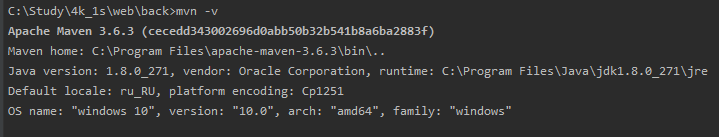 C:\Study\4k_1s\web\back>mvn -v
Apache Maven 3.6.3 (cecedd343002696d0abb50b32b541b8a6ba2883f)
Maven home: C:\Program Files\apache-maven-3.6.3\bin\..
Java version: 1.8.0_271, vendor: Oracle Corporation, runtime: C:\Program Files\Java\jdk1.8.0_271\jre
Default locale: ru_RU, platform encoding: Cp1251
OS name: "windows 10", version: "10.0", arch: "amd64", family: "windows"